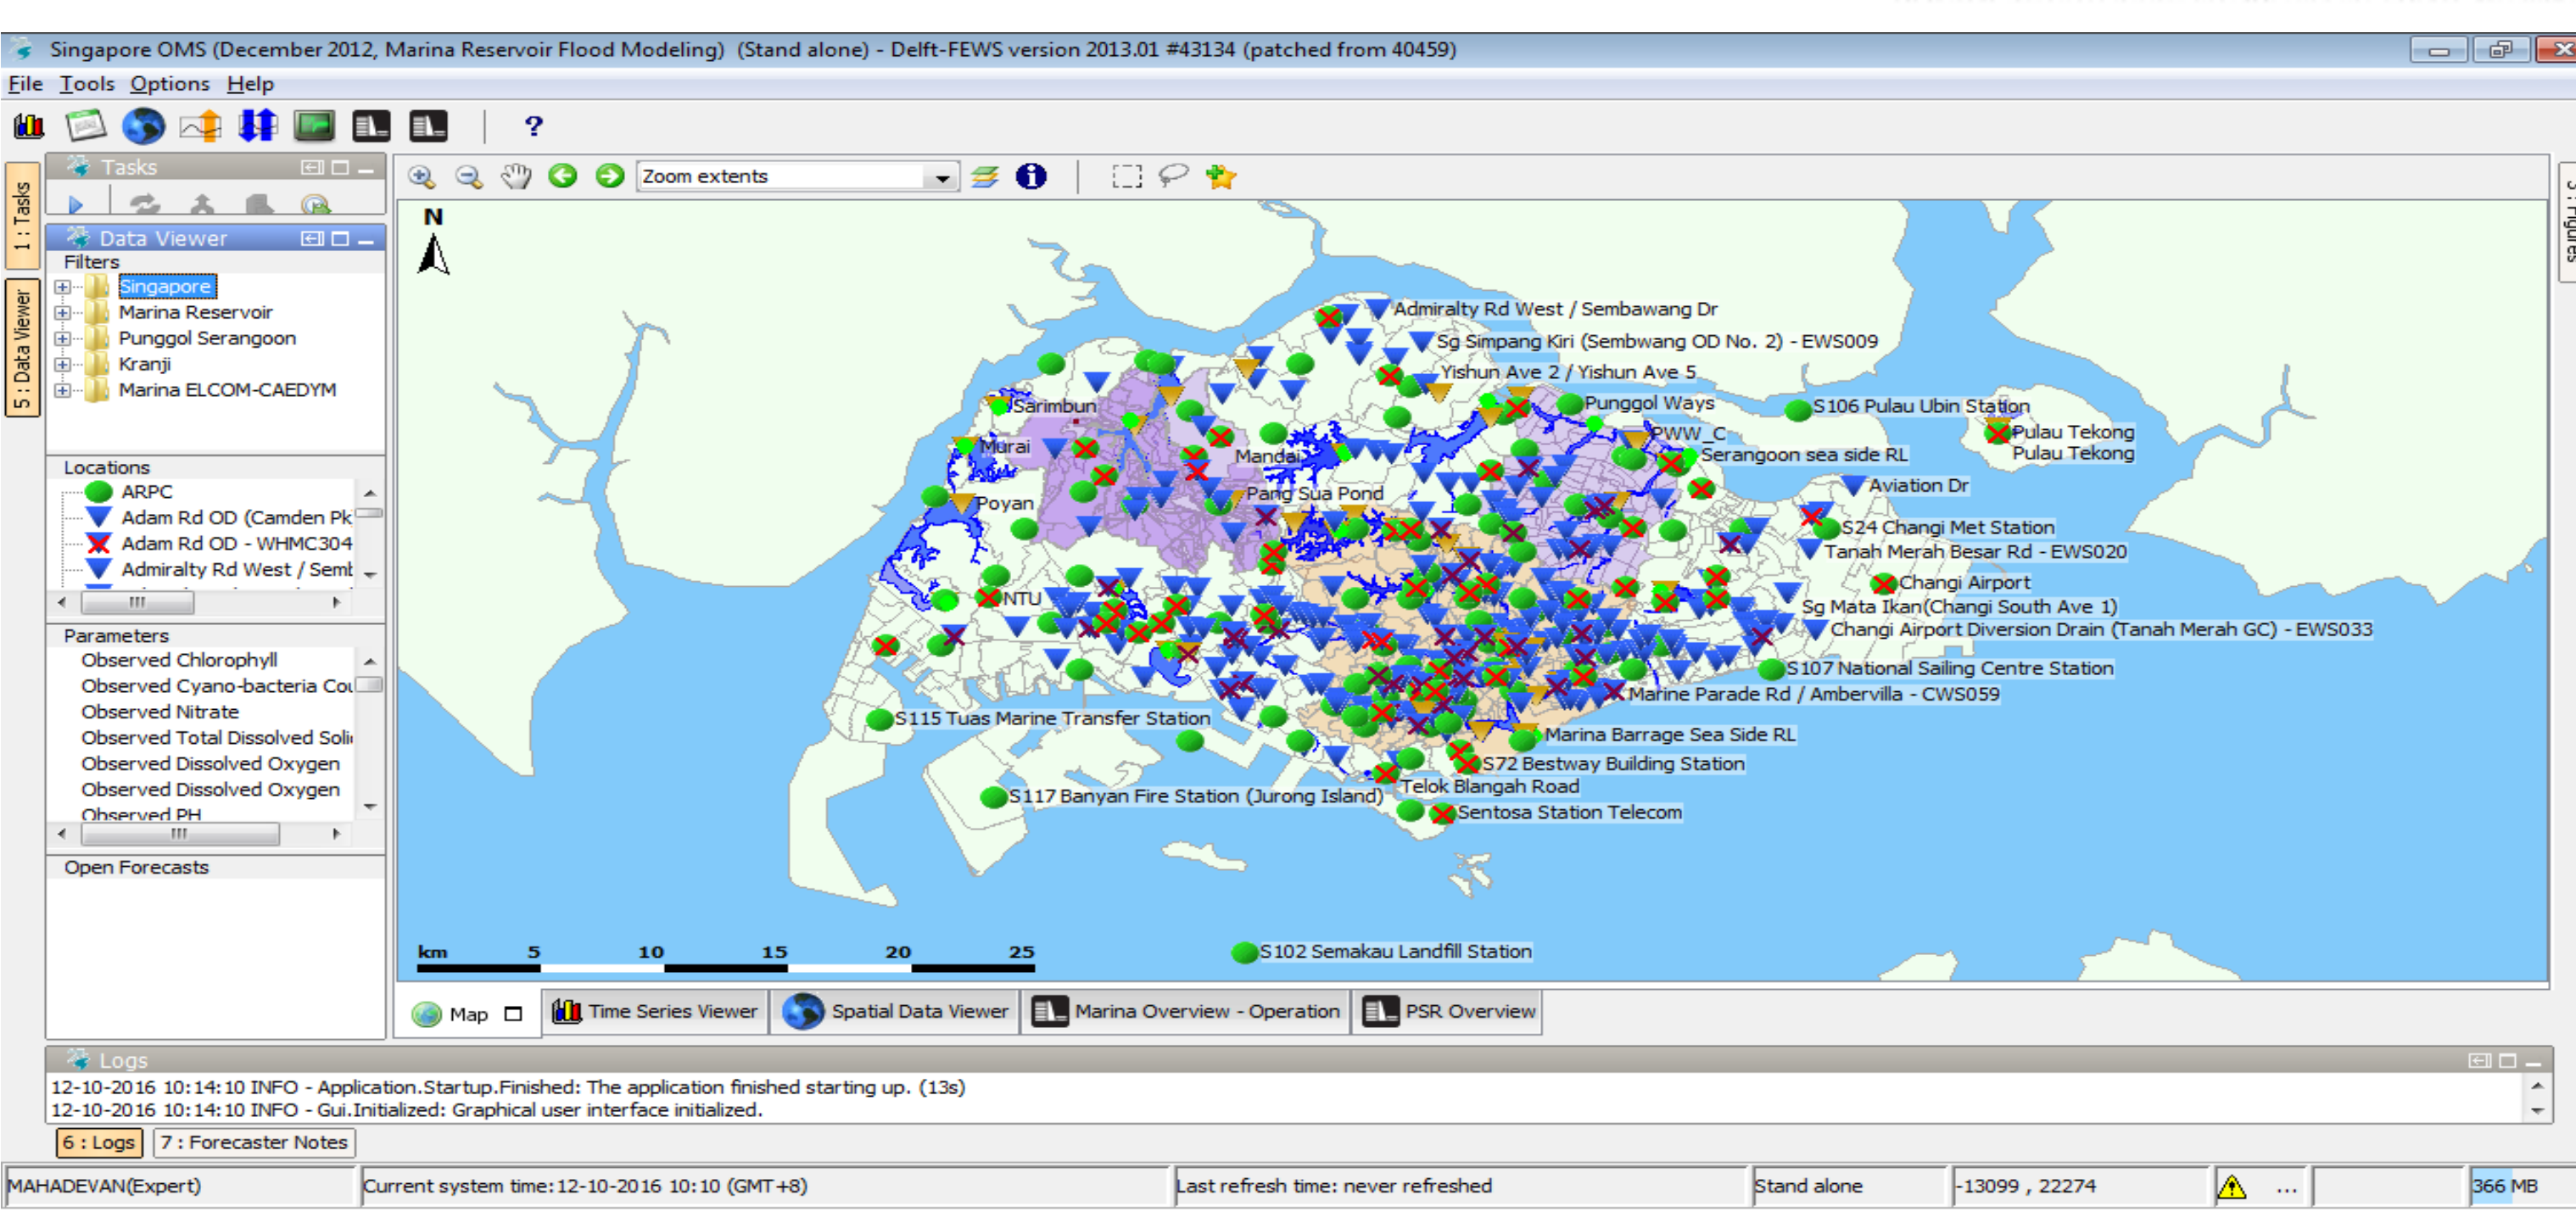 Singapore OMS (December 2012, Marina Reservoir Flood Modeling) (Stand alone) - Delft-FEWS version 2013.01 #43134 (patched from 40459)
File Tools Options Help
?
Tasks
1 : Tasks
5 : Data Viewer
Zoom extents
Data Viewer
Filters
Singapore
Marina Reservoir
Punggol Serangoon
Kranji
Marina ELCOM-CAEDYM
Locations
ARPC
Adam Rd OD (Camden Pk
Adam Rd OD - WHMC304
Admiralty Rd West / Semb
Parameters
Observed Chlorophyll
Observed Cyano-bacteria Cou
Observed Nitrate
Observed Total Dissolved Soli
Observed Dissolved Oxygen
Observed Dissolved Oxygen
Observed PH
Open Forecasts
N
Admiralty Rd West / Sembawang Dr
Sg Simpang Kiri (Sembwang OD No. 2) - EWS009
Yishun Ave 2 / Yishun Ave 5
Sarimbun
Punggol Ways
S106 Pulau Ubin Station
Murai
Mandai
PWW_C
Pulau Tekong
Serangoon sea side RL
Pulau Tekong
Poyan
Pang Sua Pond
Aviation Dr
S24 Changi Met Station
Tanah Merah Besar Rd - EWS020
Changi Airport
NTU
Sg Mata Ikan(Changi South Ave 1)
Changi Airport Diversion Drain (Tanah Merah GC) - EWS033
S107 National Sailing Centre Station
Marine Parade Rd / Ambervilla - CWS059
S115 Tuas Marine Transfer Station
Marina Barrage Sea Side RL
S72 Bestway Building Station
Telok Blangah Road
S117 Banyan Fire Station (Jurong Island)
Sentosa Station Telecom
S102 Semakau Landfill Station
km 5 10 15 20 25
Map
Time Series Viewer
Spatial Data Viewer
Marina Overview - Operation
PSR Overview
Logs
12-10-2016 10:14:10 INFO - Application.Startup.Finished: The application finished starting up. (13s)
12-10-2016 10:14:10 INFO - Gui.Initialized: Graphical user interface initialized.
6 : Logs 7 : Forecaster Notes
MAHADEVAN(Expert) Current system time:12-10-2016 10:10 (GMT+8) Last refresh time: never refreshed Stand alone -13099 , 22274 ... 366 MB